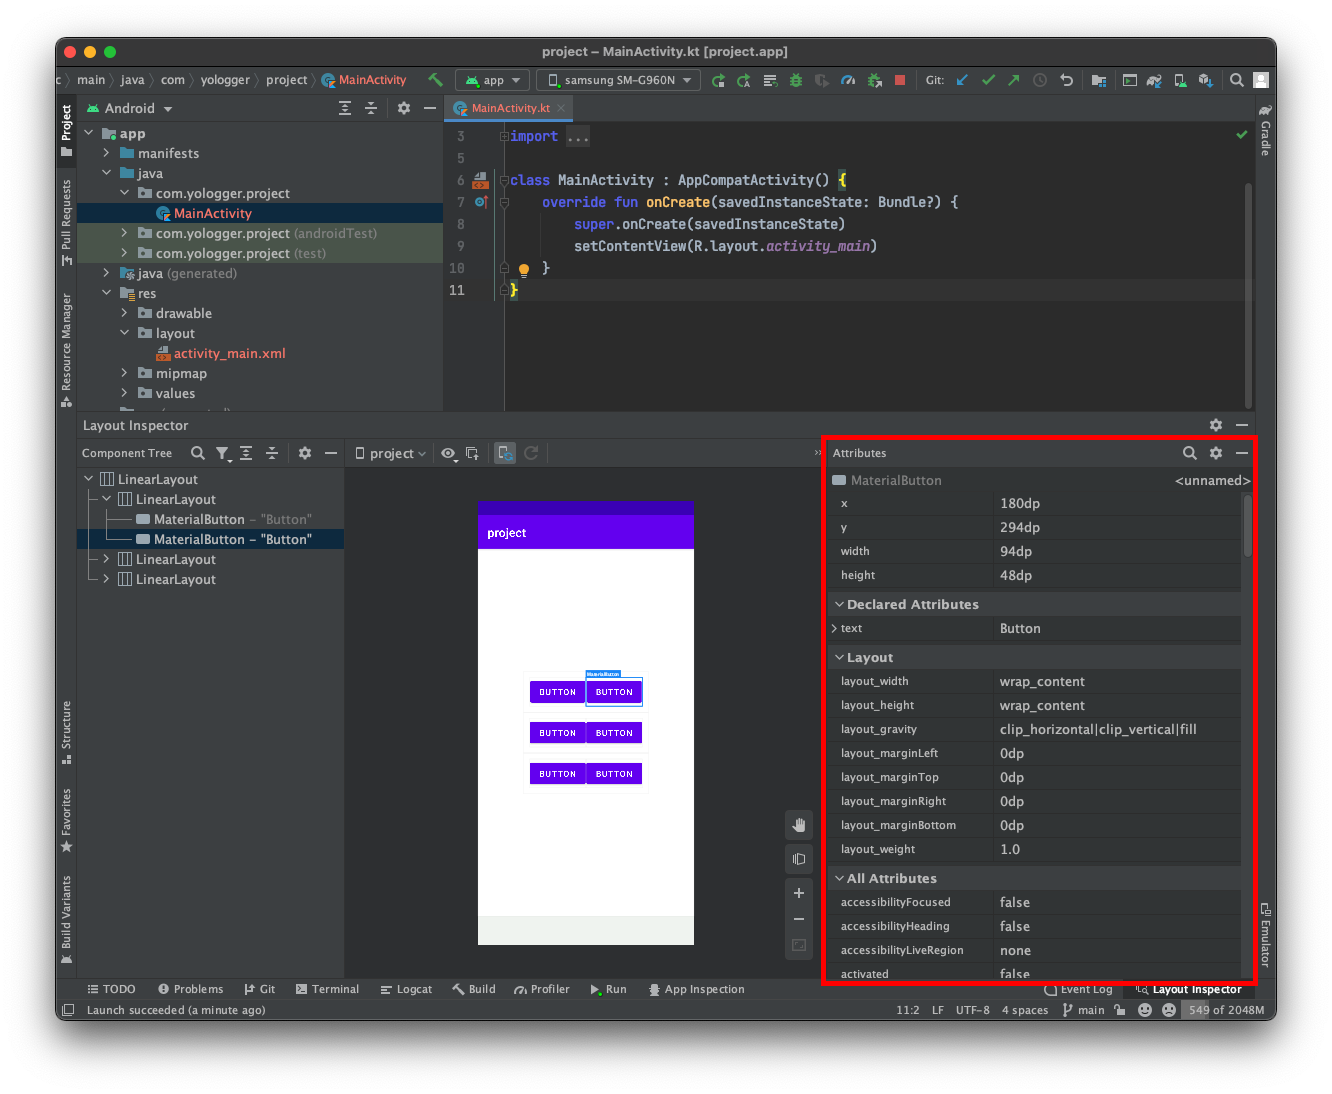 project – MainActivity.kt [project.app]
c main java com yologger project MainActivity app samsung SM-G960N Git:
Project
Pull Requests
Resource Manager
Structure
Favorites
Build Variants
Android
app
manifests
java
com.yologger.project
MainActivity
com.yologger.project (androidTest)
com.yologger.project (test)
java (generated)
res
drawable
layout
activity_main.xml
mipmap
values
MainActivity.kt
3 import ...
5
6 class MainActivity : AppCompatActivity() {
7 override fun onCreate(savedInstanceState: Bundle?) {
8 super.onCreate(savedInstanceState)
9 setContentView(R.layout.activity_main)
10 }
11 }
Gradle
Emulator
Layout Inspector
Component Tree
LinearLayout
LinearLayout
MaterialButton – "Button"
MaterialButton – "Button"
LinearLayout
LinearLayout
project
project
MaterialButton
BUTTON BUTTON
BUTTON BUTTON
BUTTON BUTTON
Attributes
MaterialButton <unnamed>
x 180dp
y 294dp
width 94dp
height 48dp
Declared Attributes
text Button
Layout
layout_width wrap_content
layout_height wrap_content
layout_gravity clip_horizontal|clip_vertical|fill
layout_marginLeft 0dp
layout_marginTop 0dp
layout_marginRight 0dp
layout_marginBottom 0dp
layout_weight 1.0
All Attributes
accessibilityFocused false
accessibilityHeading false
accessibilityLiveRegion none
activated false
TODO Problems Git Terminal Logcat Build Profiler Run App Inspection Event Log Layout Inspector
Launch succeeded (a minute ago) 11:2 LF UTF-8 4 spaces main 549 of 2048M